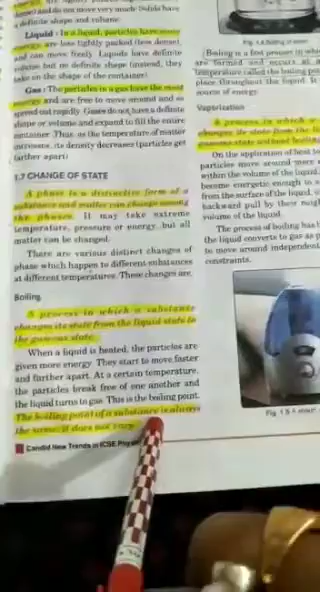 dense) and do not move very much. Solids have
a definite shape and volume.
Liquid : In a liquid, particles have more
energy, are less tightly packed (less dense)
and can move freely. Liquids have definite
volume but no definite shape (instead, they
take on the shape of the container).
Gas : The particles in a gas have the most
energy and are free to move around and so
spread out rapidly. Gases do not have a definite
shape or volume and expand to fill the entire
container. Thus, as the temperature of matter
increases, its density decreases (particles get
farther apart).
1.7 CHANGE OF STATE
A phase is a distinctive form of a
substance and matter can change among
the phases. It may take extreme
temperature, pressure or energy, but all
matter can be changed.
There are various distinct changes of
phase which happen to different substances
at different temperatures. These changes are,
Boiling
A process in which a substance
changes its state from the liquid state to
the gaseous state.
When a liquid is heated, the particles are
given more energy. They start to move faster
and further apart. At a certain temperature,
the particles break free of one another and
the liquid turns to gas. This is the boiling point.
The boiling point of a substance is always
the same; it does not vary.
Candid New Trends in ICSE
Fig. 1.4 Boiling of
Boiling is a fast process in
are formed and occurs at a
temperature called the boiling
place throughout the liquid. It
source of energy.
Vaporization
A process in which a
changes its state from the
gaseous state without
On the application of heat
particles move around more
within the volume of the liquid.
become energetic enough to
from the surface of the liquid,
backward pull by their
volume of the liquid.
The process of boiling has
the liquid converts to gas as
to move around independent
constraints.
Fig. 1.5 A